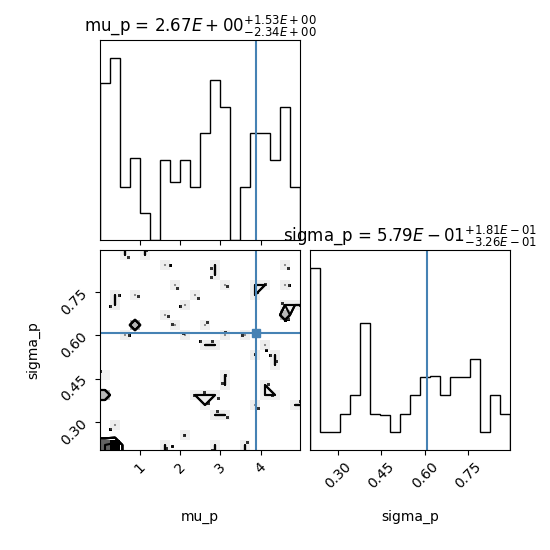 mu_p = 2.67E+00+1.53E+00−2.34E+00
sigma_p = 5.79E−01+1.81E−01−3.26E−01
sigma_p
0.75
0.60
0.45
0.30
1 2 3 4
0.30 0.45 0.60 0.75
mu_p
sigma_p